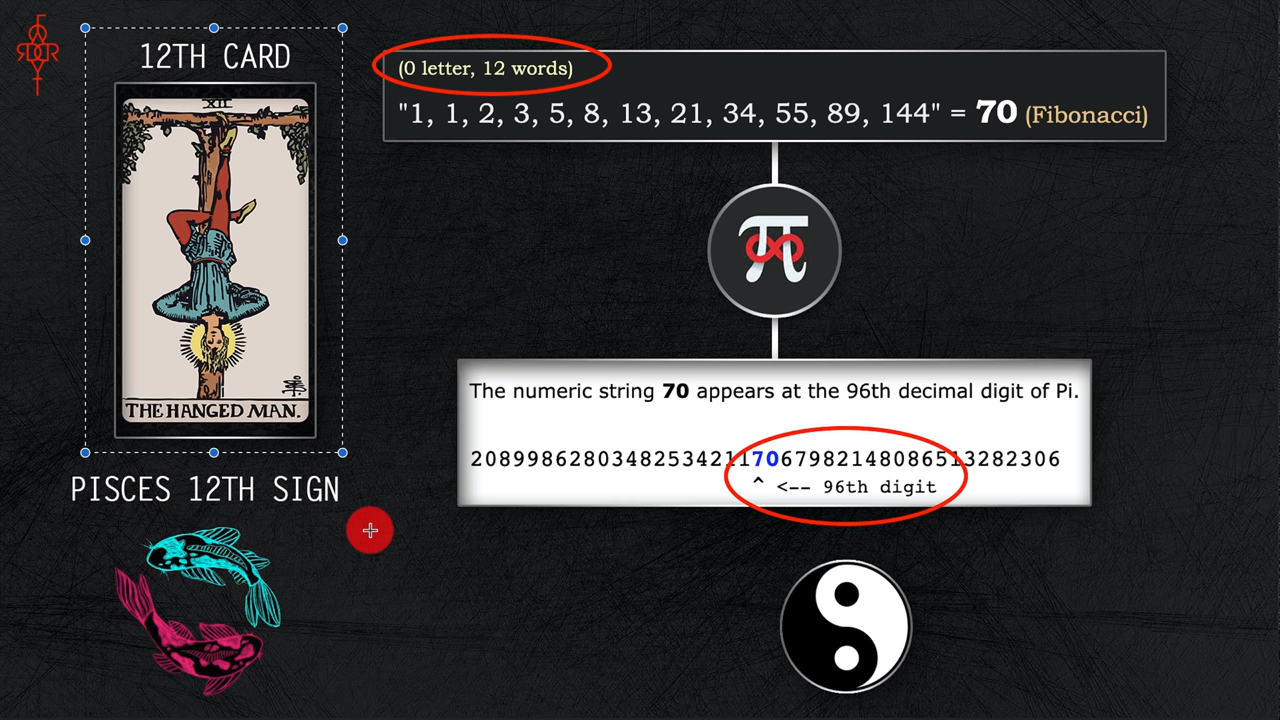 12TH CARD
XII
THE HANGED MAN.
PISCES 12TH SIGN
(0 letter, 12 words)
"1, 1, 2, 3, 5, 8, 13, 21, 34, 55, 89, 144" = 70 (Fibonacci)
π
The numeric string 70 appears at the 96th decimal digit of Pi.
208998628034825342117067982148086513282306
^ <-- 96th digit